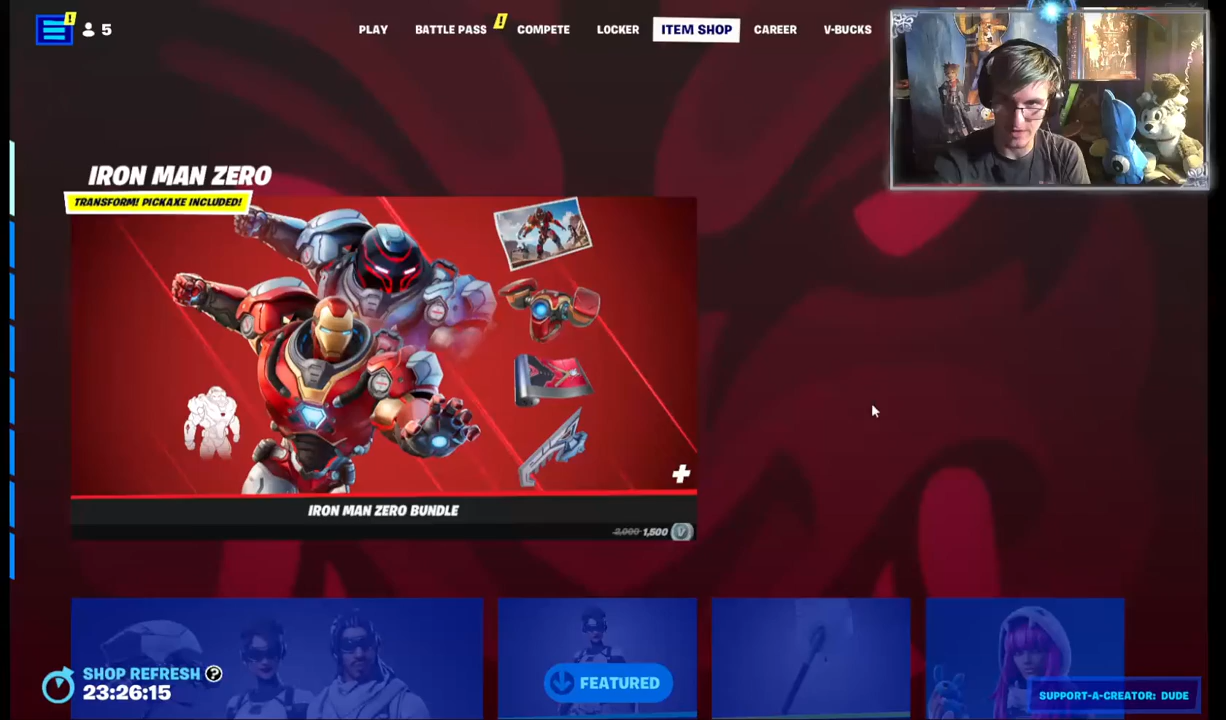 !
5
PLAY
BATTLE PASS
!
COMPETE
LOCKER
ITEM SHOP
CAREER
V-BUCKS
IRON MAN ZERO
TRANSFORM! PICKAXE INCLUDED!
IRON MAN ZERO BUNDLE
2,000 1,500
SHOP REFRESH ?
23:26:15
FEATURED
SUPPORT-A-CREATOR: DUDE